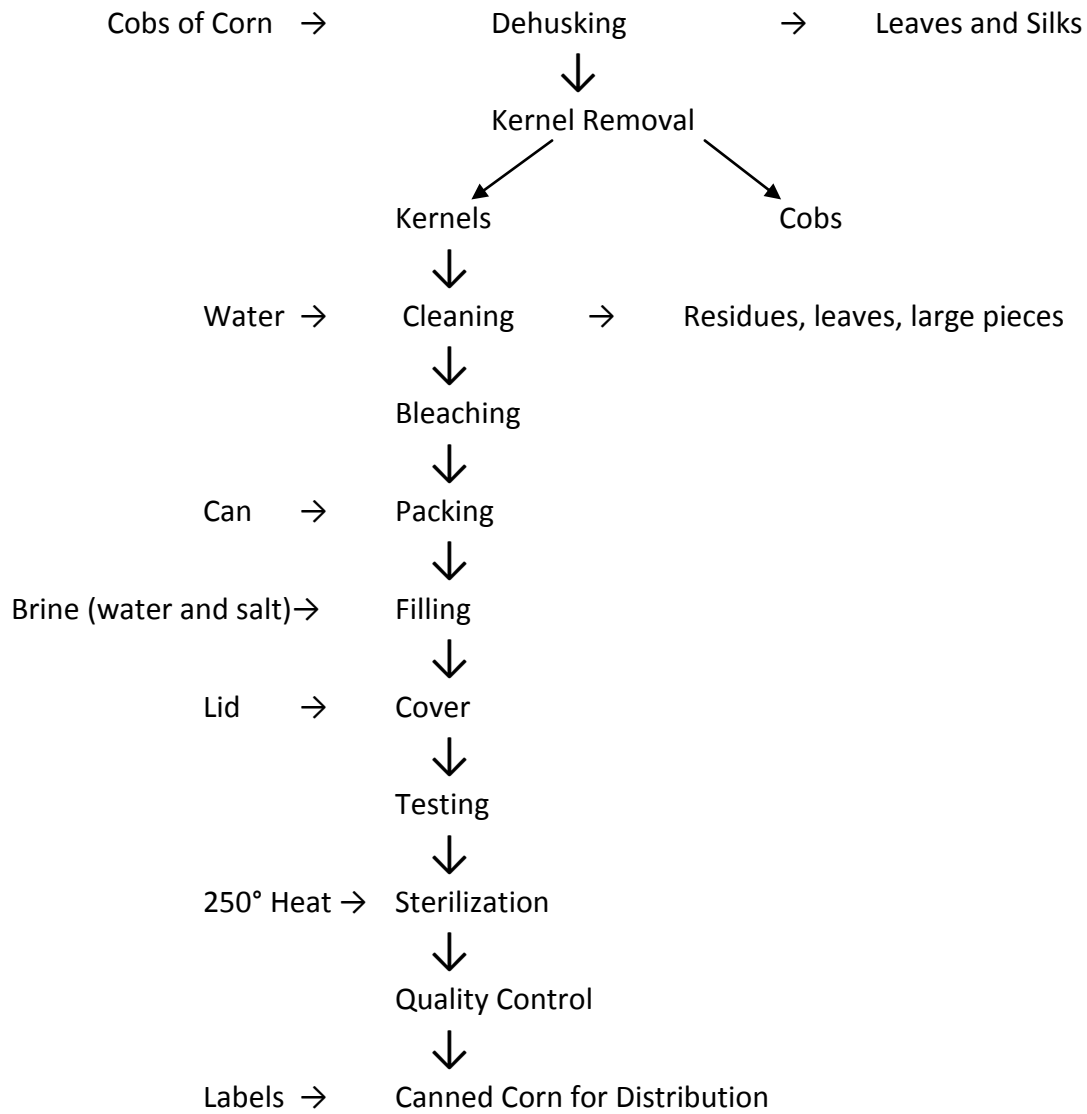 Cobs of Corn → Dehusking → Leaves and Silks
↓
Kernel Removal
Kernels Cobs
↓
Water → Cleaning → Residues, leaves, large pieces
↓
Bleaching
↓
Can → Packing
↓
Brine (water and salt)→ Filling
↓
Lid → Cover
↓
Testing
↓
250° Heat → Sterilization
↓
Quality Control
↓
Labels → Canned Corn for Distribution